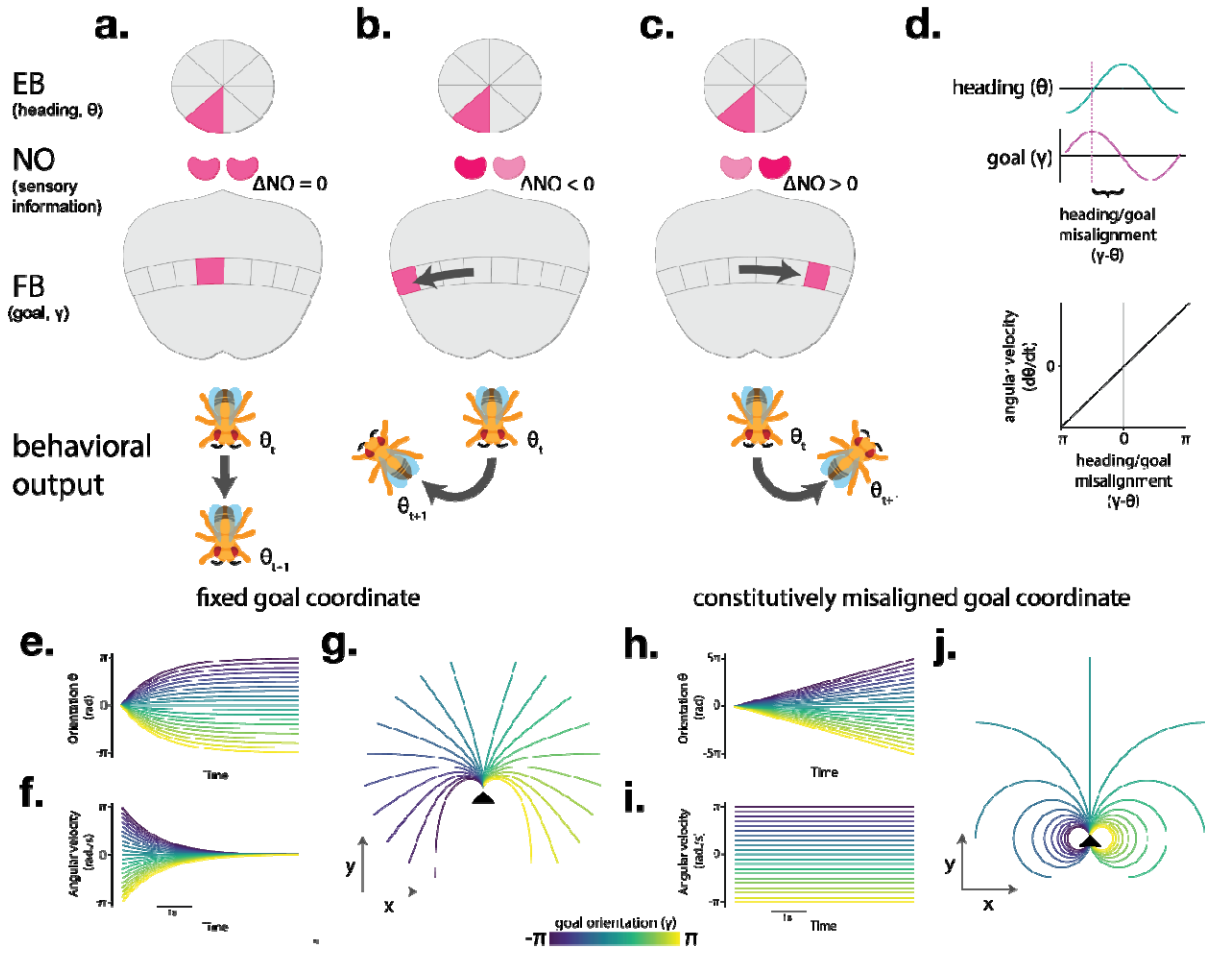 a.
b.
c.
d.
EB
(heading, θ)
NO
(sensory
information)
FB
(goal, γ)
behavioral
output
ΔNO = 0
ΔNO < 0
ΔNO > 0
θt
θt
θt
θt+1
heading (θ)
goal (γ)
heading/goal
misalignment
(γ-θ)
angular velocity
(dθ/dt)
0
π
0
π
heading/goal
misalignment
(γ-θ)
fixed goal coordinate
constitutively misaligned goal coordinate
e.
Orientation θ
(rad)
π
0
-π
Time
f.
Angular velocity
(rad/s)
π
0
-π
1s
Time
g.
y
x
h.
Orientation θ
(rad)
5π
0
-5π
Time
i.
Angular velocity
(rad/s)
π
0
-π
1s
Time
j.
y
x
goal orientation (γ)
-π
π